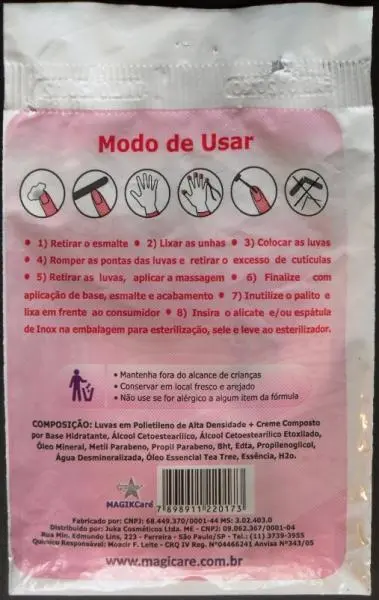 Modo de Usar
• 1) Retirar o esmalte • 2) Lixar as unhas • 3) Colocar as luvas
• 4) Romper as pontas das luvas e retirar o excesso de cutículas
• 5) Retirar as luvas, aplicar a massagem • 6) Finalize com
aplicação de base, esmalte e acabamento • 7) Inutilize o palito e
lixa em frente ao consumidor • 8) Insira o alicate e/ou espátula
de Inox na embalagem para esterilização, sele e leve ao esterilizador.
• Mantenha fora do alcance de crianças
• Conservar em local fresco e arejado
• Não use se for alérgico a algum item da fórmula
COMPOSIÇÃO: Luvas em Polietileno de Alta Densidade + Creme Composto
por Base Hidratante, Álcool Cetoestearílico, Álcool Cetoestearílico Etoxilado,
Óleo Mineral, Metil Parabeno, Propil Parabeno, Bht, Edta, Propilenoglicol,
Água Desmineralizada, Óleo Essencial Tea Tree, Essência, H2o.
MAGIKCaré
7 898911 220173
Fabricado por: CNPJ: 68.449.370/0001-44 MS: 3.02.403.0
Distribuido por: Juka Cosméticos Ltda. ME - CNPJ: 09.062.367/0001-04
Rua Min. Edmundo Lins, 223 - Ferreira - São Paulo/SP - Tel.: (11) 3739-3955
Químico Responsável: Moacir F. Leite - CRQ IV Reg. Nº04466241 Anvisa Nº343/05
www.magicare.com.br